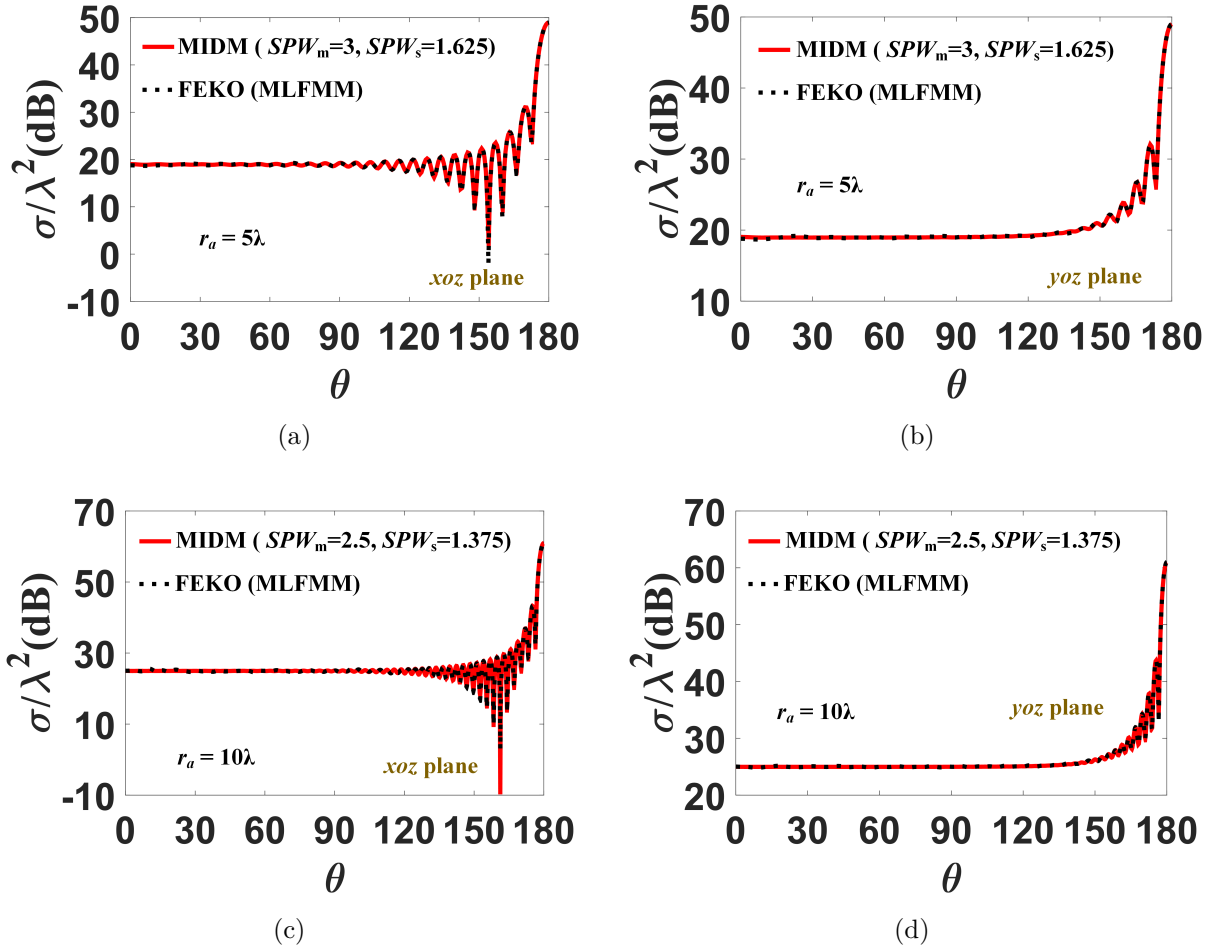 50
40
30
20
10
0
-10
σ/λ²(dB)
MIDM ( SPWm=3, SPWs=1.625)
FEKO (MLFMM)
ra = 5λ
xoz plane
0 30 60 90 120 150 180
θ
(a)
50
40
30
20
10
σ/λ²(dB)
MIDM ( SPWm=3, SPWs=1.625)
FEKO (MLFMM)
ra = 5λ
yoz plane
0 30 60 90 120 150 180
θ
(b)
70
50
30
10
-10
σ/λ²(dB)
MIDM ( SPWm=2.5, SPWs=1.375)
FEKO (MLFMM)
ra = 10λ
xoz plane
0 30 60 90 120 150 180
θ
(c)
70
60
50
40
30
20
σ/λ²(dB)
MIDM ( SPWm=2.5, SPWs=1.375)
FEKO (MLFMM)
ra = 10λ
yoz plane
0 30 60 90 120 150 180
θ
(d)